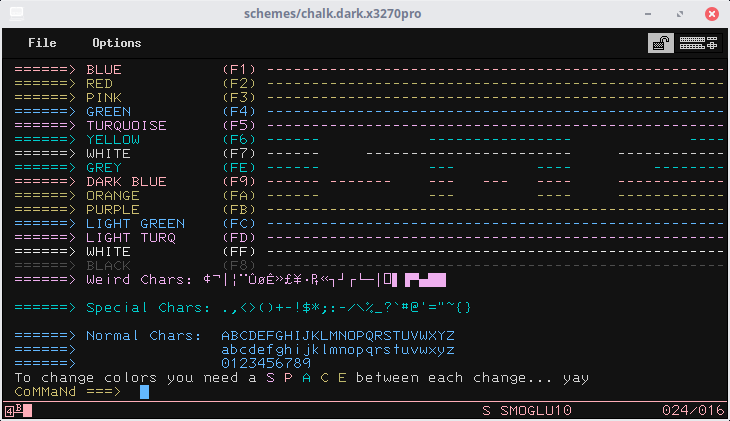 schemes/chalk.dark.x3270pro
File Options
======> BLUE (F1) ---------------------------------------------------
======> RED (F2) ---------------------------------------------------
======> PINK (F3) ---------------------------------------------------
======> GREEN (F4) ---------------------------------------------------
======> TURQUOISE (F5) ---------------------------------------------------
======> YELLOW (F6) ---------------------------------------------------
======> WHITE (F7) ------ --- --- ------------
======> GREY (FE) ------ --- --- --------
======> DARK BLUE (F9) ------ --- --- ------------
======> ORANGE (FA) ---------------------------------------------------
======> PURPLE (FB) ---------------------------------------------------
======> LIGHT GREEN (FC) ---------------------------------------------------
======> LIGHT TURQ (FD) ---------------------------------------------------
======> WHITE (FF) ---------------------------------------------------
======> BLACK (F8) ---------------------------------------------------
======> Weird Chars: ¢¬|¦¨ÛøÊ»£¥·₧«┐┘┌└─│
======> Special Chars: .,<>()+-!$*;:-/\%_?`#@'="~{}
======> Normal Chars: ABCDEFGHIJKLMNOPQRSTUVWXYZ
======> abcdefghijklmnopqrstuvwxyz
======> 0123456789
To change colors you need a S P A C E between each change... yay
CoMMaNd ===>
4 B S SMOGLU10 024/016